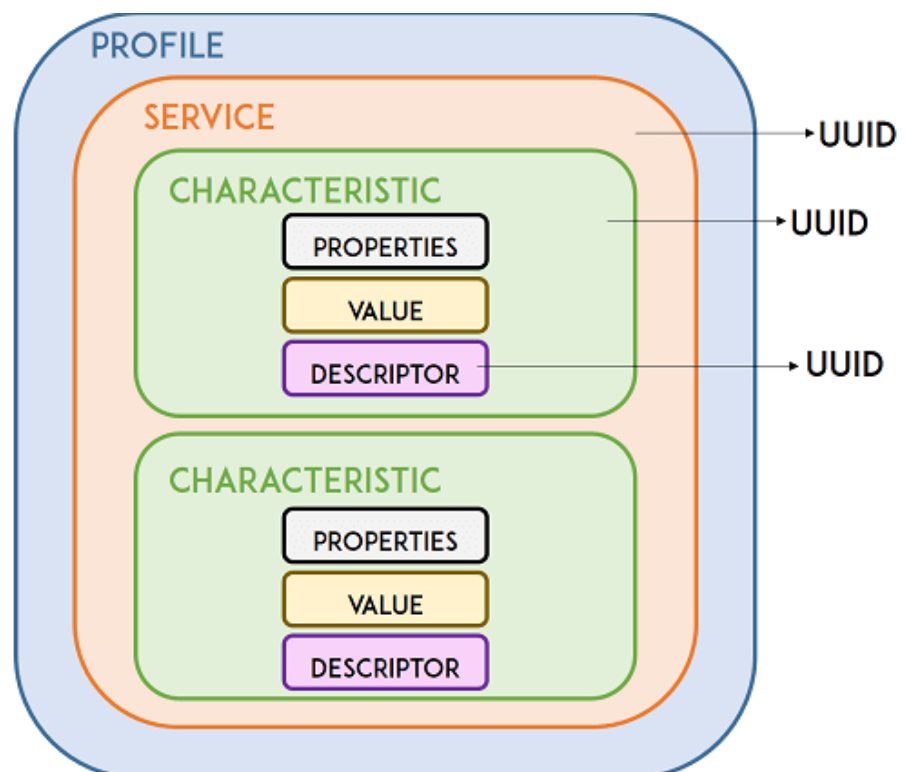 PROFILE
SERVICE
UUID
CHARACTERISTIC
UUID
PROPERTIES
VALUE
UUID
DESCRIPTOR
CHARACTERISTIC
PROPERTIES
VALUE
DESCRIPTOR